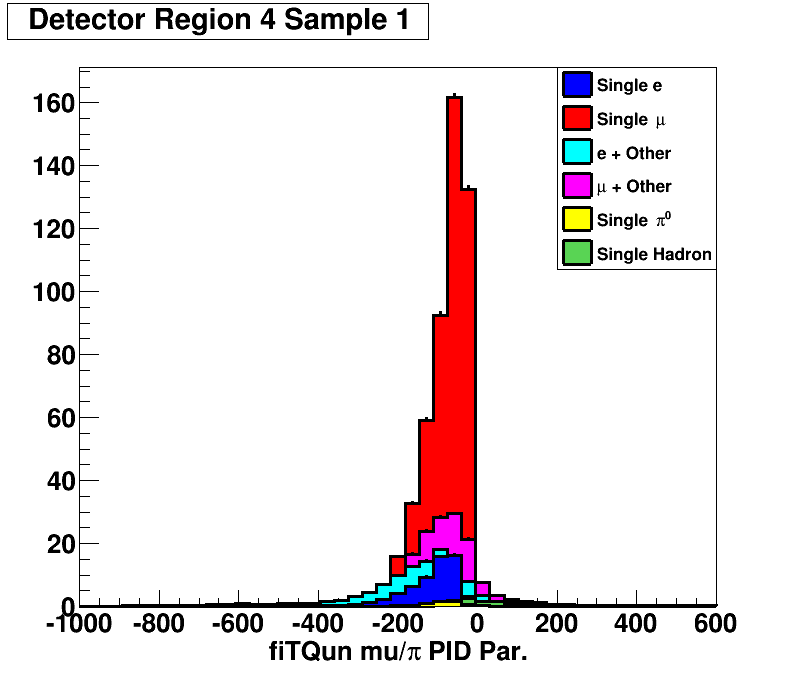 Detector Region 4 Sample 1
Single e
Single μ
e + Other
μ + Other
Single π⁰
Single Hadron
160
140
120
100
80
60
40
20
0
-1000 -800 -600 -400 -200 0 200 400 600
fiTQun mu/π PID Par.